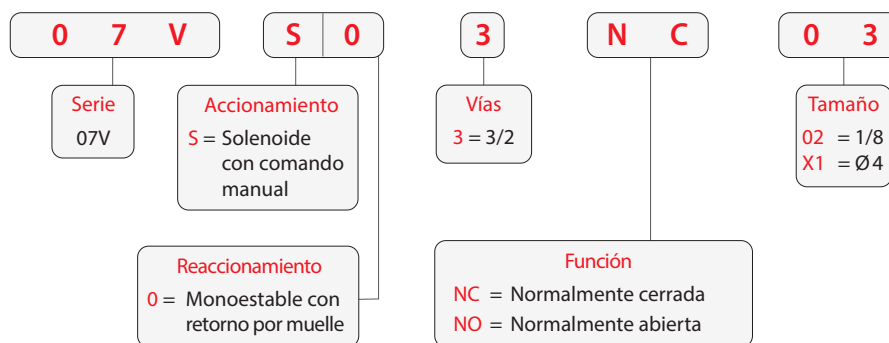 0 7 V S 0 3 N C 0 3
Serie
07V
Accionamiento
S = Solenoide
con comando
manual
Vías
3 = 3/2
Tamaño
02 = 1/8
X1 = Ø 4
Reaccionamiento
0 = Monoestable con
retorno por muelle
Función
NC = Normalmente cerrada
NO = Normalmente abierta